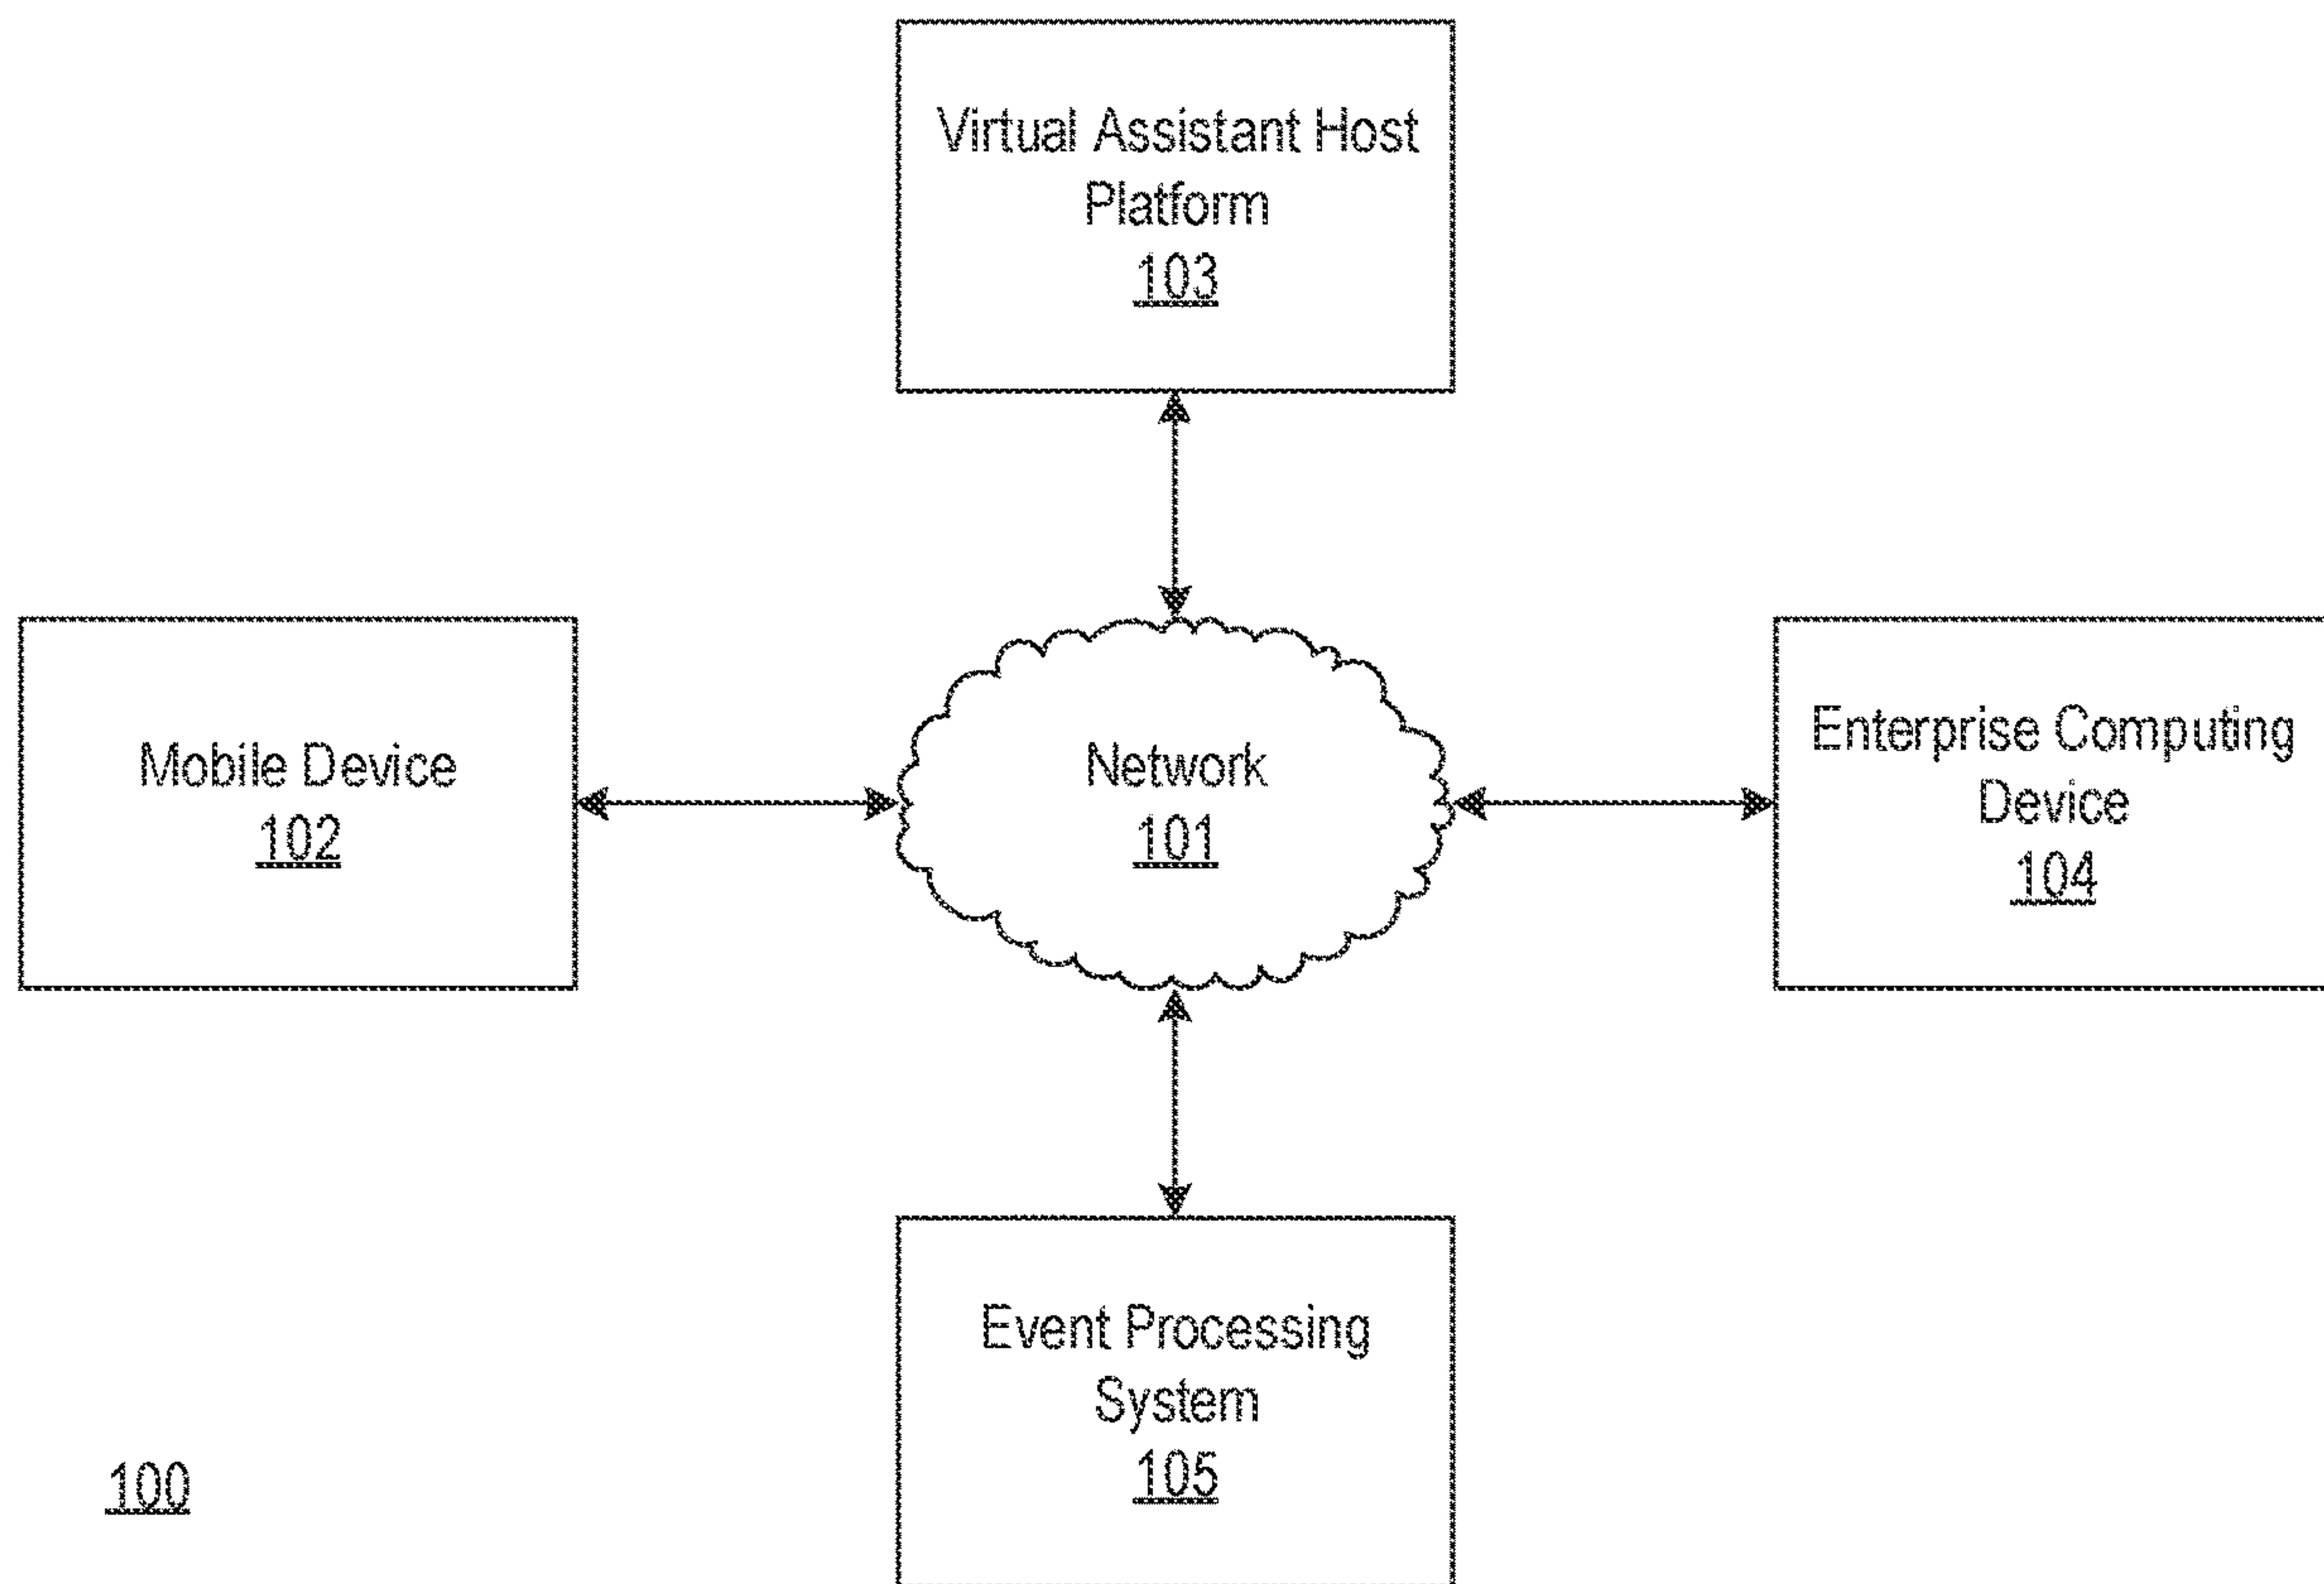 Virtual Assistant Host
Platform
103
Mobile Device
102
Network
101
Enterprise Computing
Device
104
Event Processing
System
105
100